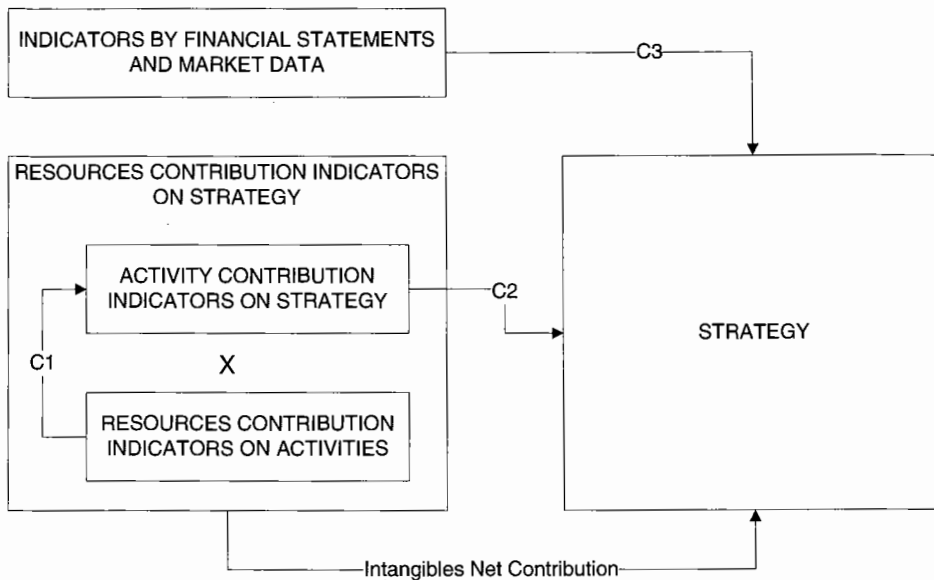 INDICATORS BY FINANCIAL STATEMENTS
AND MARKET DATA
C3
RESOURCES CONTRIBUTION INDICATORS
ON STRATEGY
ACTIVITY CONTRIBUTION
INDICATORS ON STRATEGY
C2
STRATEGY
C1
X
RESOURCES CONTRIBUTION
INDICATORS ON ACTIVITIES
Intangibles Net Contribution